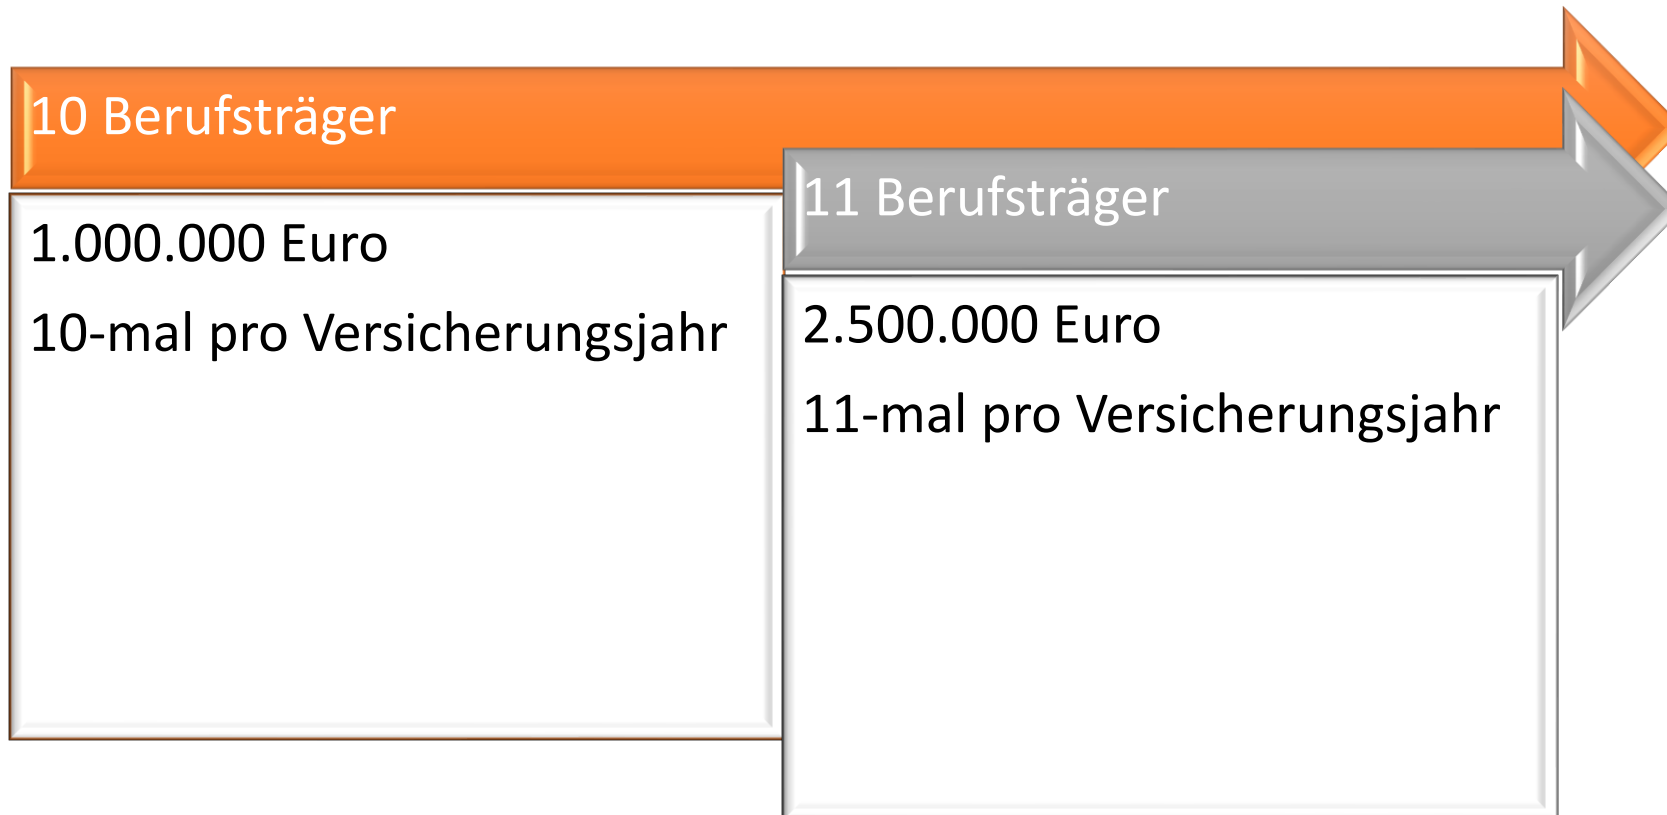 10 Berufsträger
1.000.000 Euro
10-mal pro Versicherungsjahr
11 Berufsträger
2.500.000 Euro
11-mal pro Versicherungsjahr